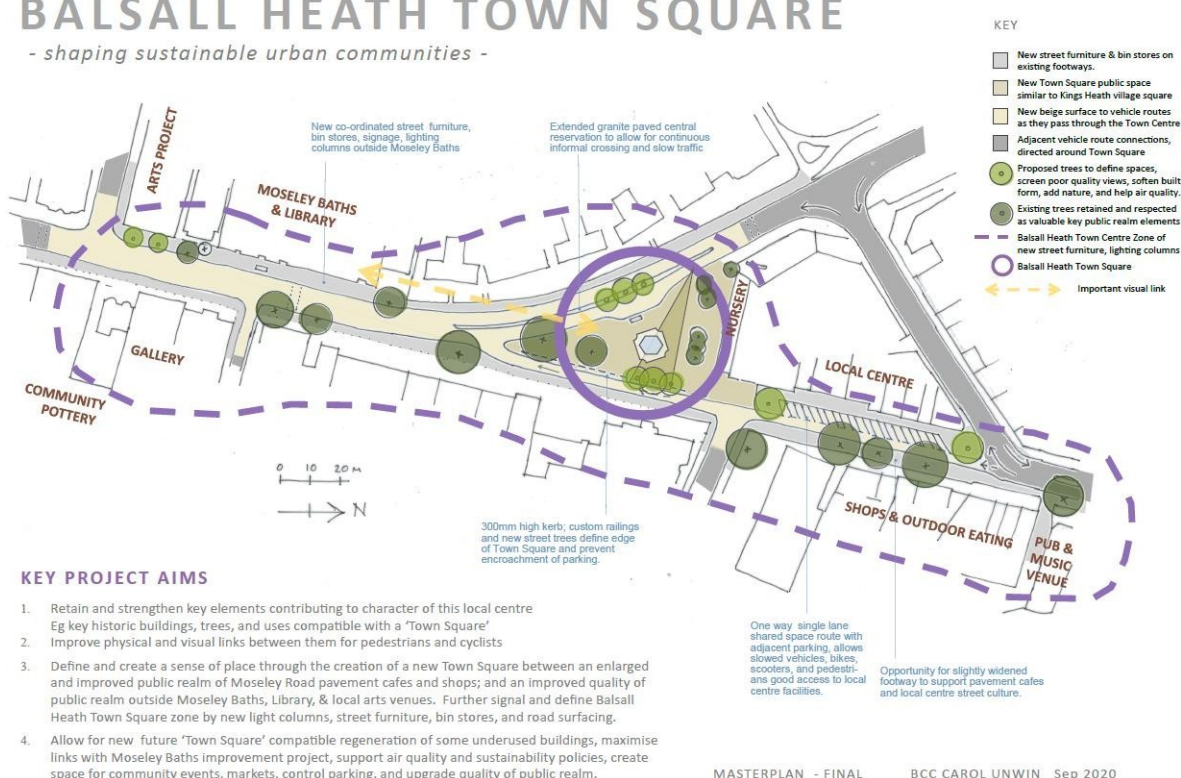 BALSALL HEATH TOWN SQUARE
- shaping sustainable urban communities -
KEY
New street furniture & bin stores on
existing footways.
New Town Square public space
similar to Kings Heath village square
New beige surface to vehicle routes
as they pass through the Town Centre
Adjacent vehicle route connections,
directed around Town Square
Proposed trees to define spaces,
screen poor quality views, soften built
form, add nature, and help air quality.
Existing trees retained and respected
as valuable key public realm elements
Balsall Heath Town Centre Zone of
new street furniture, lighting columns
Balsall Heath Town Square
Important visual link
New co-ordinated street furniture,
bin stores, signage, lighting
columns outside Moseley Baths
Extended granite paved central
reservation to allow for continuous
informal crossing and slow traffic
ARTS PROJECT
MOSELEY BATHS
& LIBRARY
NURSERY
GALLERY
COMMUNITY
POTTERY
LOCAL CENTRE
SHOPS & OUTDOOR EATING
PUB &
MUSIC
VENUE
0 10 20 M
N
300mm high kerb; custom railings
and new street trees define edge
of Town Square and prevent
encroachment of parking.
One way single lane
shared space route with
adjacent parking, allows
slowed vehicles, bikes,
scooters, and pedestri-
ans good access to local
centre facilities.
Opportunity for slightly widened
footway to support pavement cafes
and local centre street culture.
KEY PROJECT AIMS
1. Retain and strengthen key elements contributing to character of this local centre
Eg key historic buildings, trees, and uses compatible with a 'Town Square'
2. Improve physical and visual links between them for pedestrians and cyclists
3. Define and create a sense of place through the creation of a new Town Square between an enlarged
and improved public realm of Moseley Road pavement cafes and shops; and an improved quality of
public realm outside Moseley Baths, Library, & local arts venues. Further signal and define Balsall
Heath Town Square zone by new light columns, street furniture, bin stores, and road surfacing.
4. Allow for new future 'Town Square' compatible regeneration of some underused buildings, maximise
links with Moseley Baths improvement project, support air quality and sustainability policies, create
space for community events, markets, control parking, and upgrade quality of public realm.
MASTERPLAN - FINAL BCC CAROL UNWIN Sep 2020